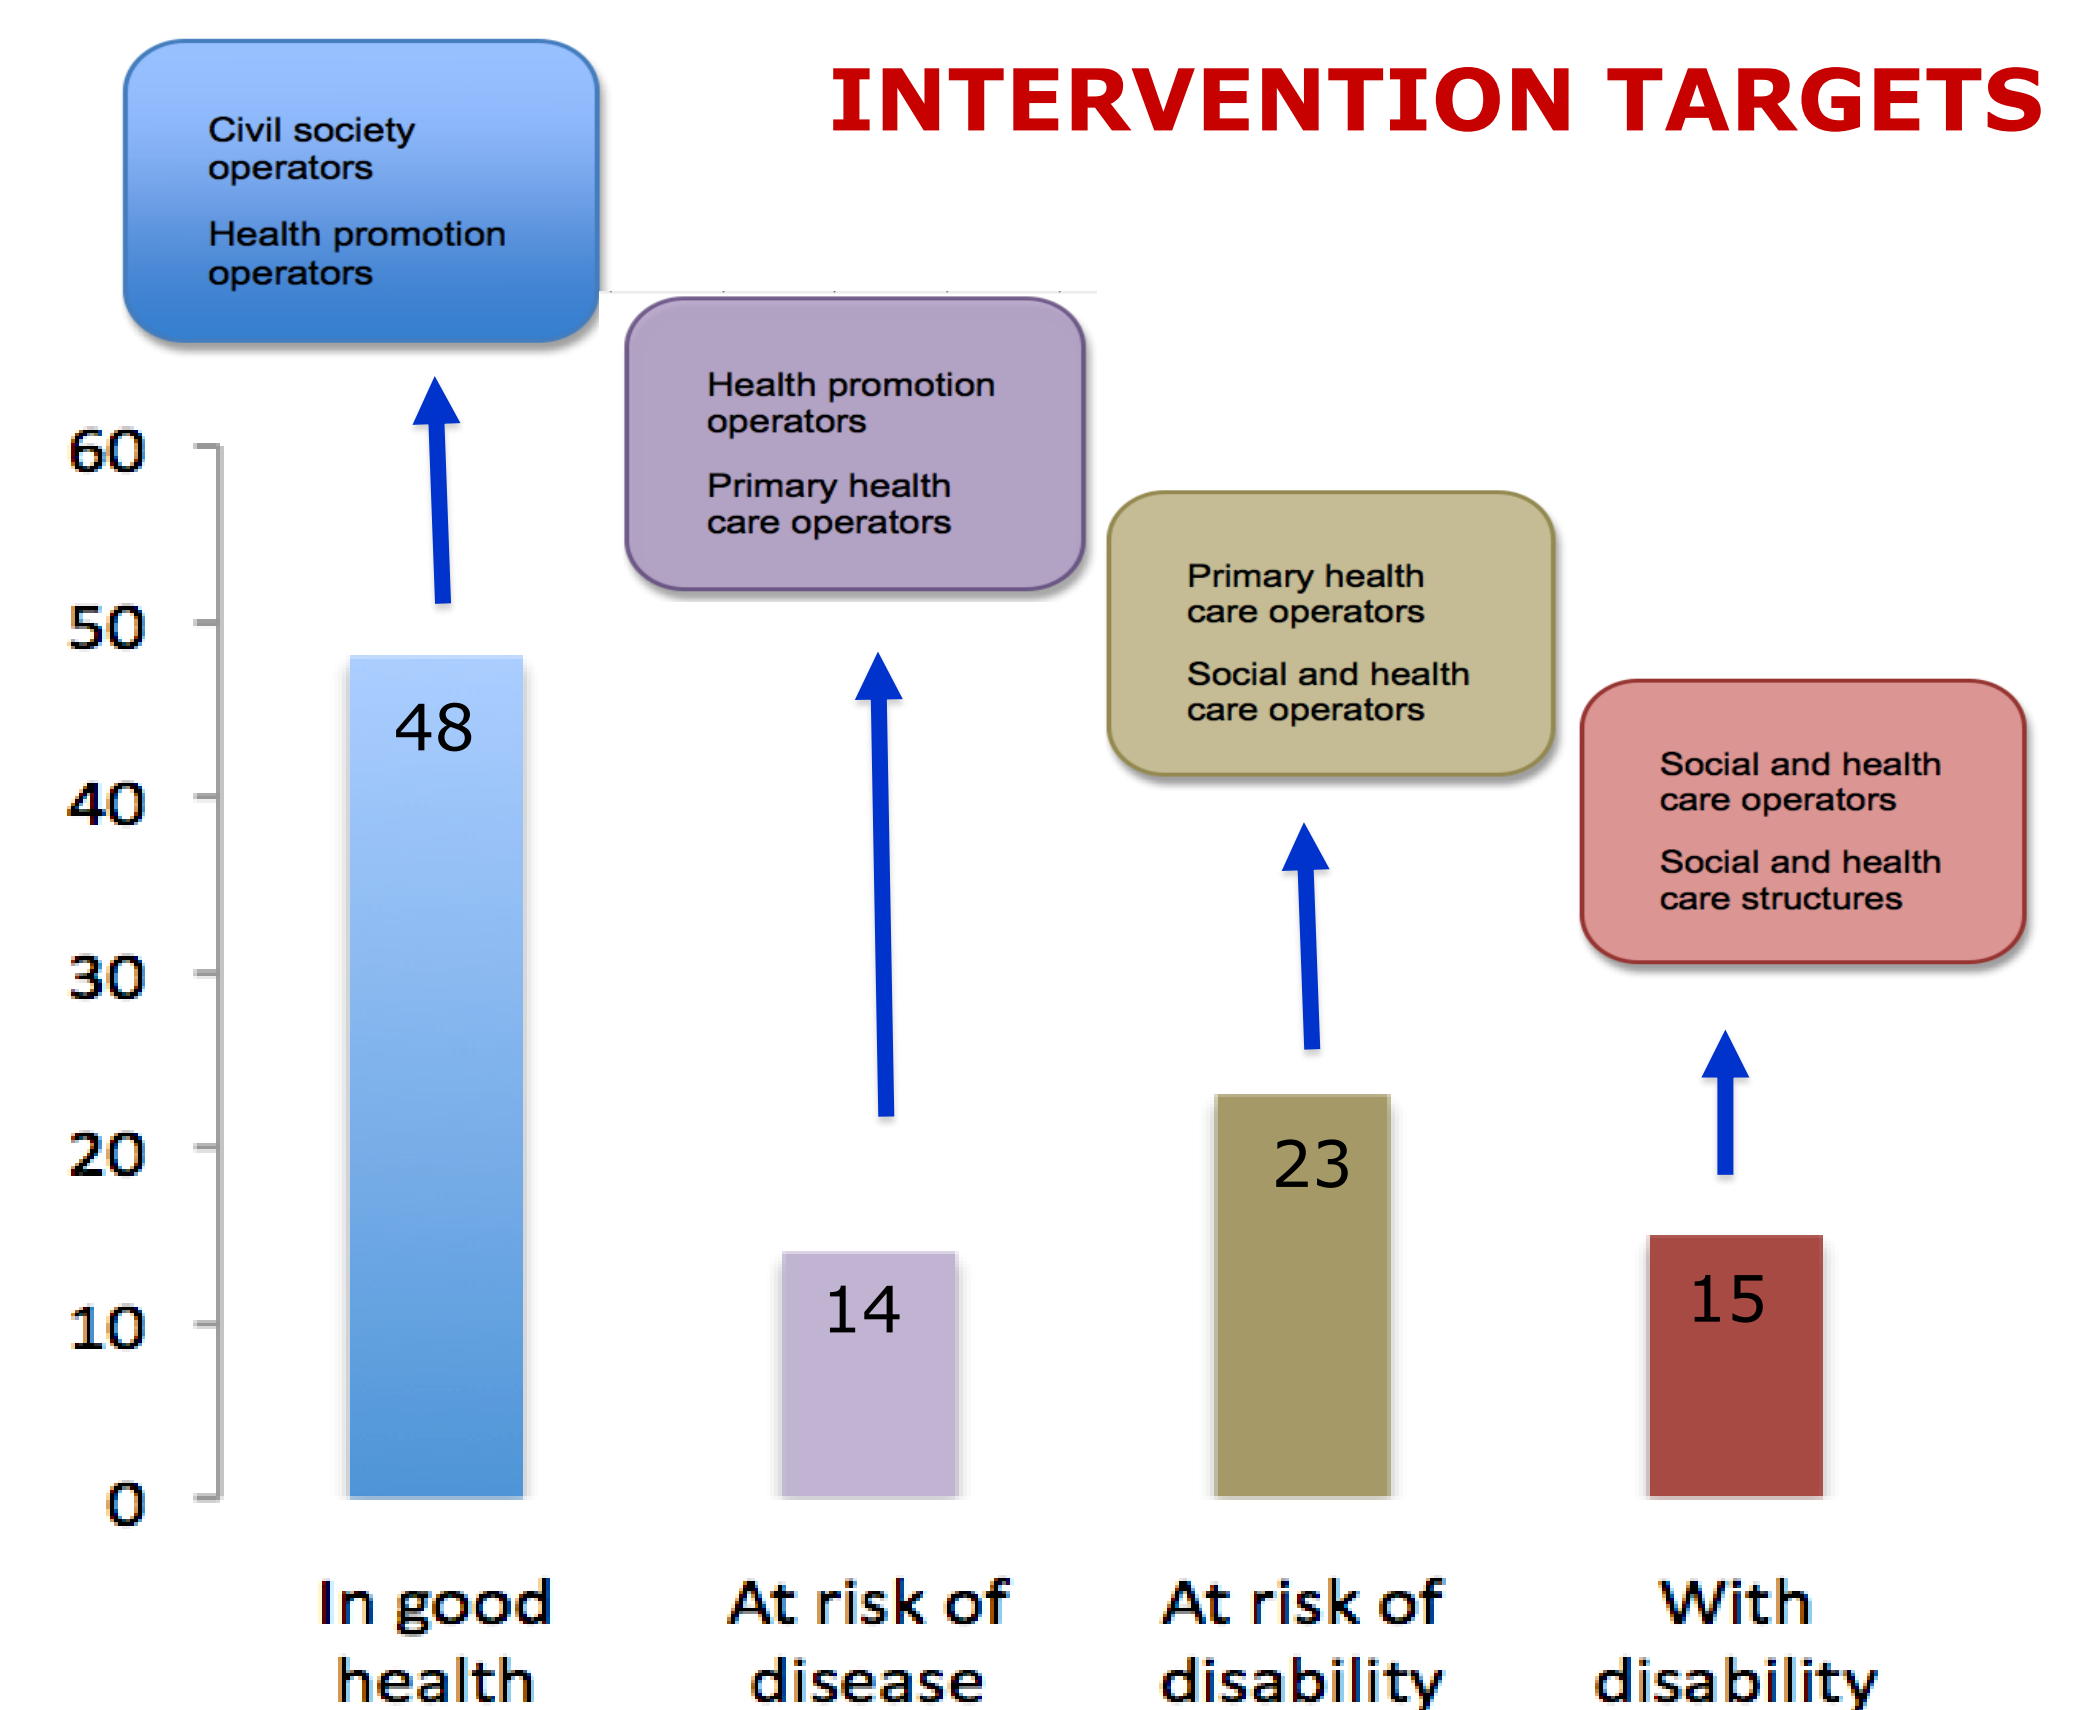 INTERVENTION TARGETS
Civil society
operators
Health promotion
operators
Health promotion
operators
Primary health
care operators
Primary health
care operators
Social and health
care operators
Social and health
care operators
Social and health
care structures
60
50
40
30
20
10
0
48
14
23
15
In good
health
At risk of
disease
At risk of
disability
With
disability